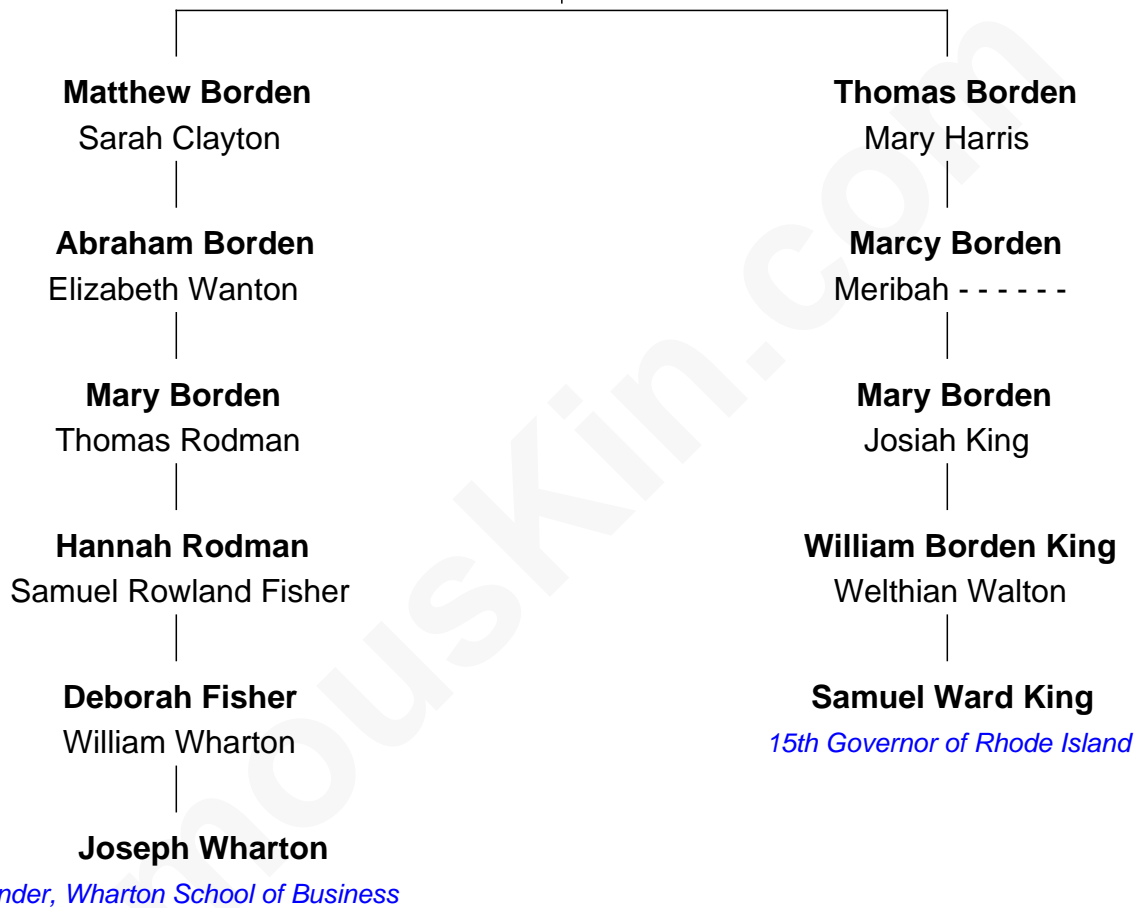 Matthew Borden
Sarah Clayton
Abraham Borden
Elizabeth Wanton
Mary Borden
Thomas Rodman
Hannah Rodman
Samuel Rowland Fisher
Deborah Fisher
William Wharton
Joseph Wharton
nder, Wharton School of Business
Thomas Borden
Mary Harris
Marcy Borden
Meribah - - - - - -
Mary Borden
Josiah King
William Borden King
Welthian Walton
Samuel Ward King
15th Governor of Rhode Island
mouskin.com